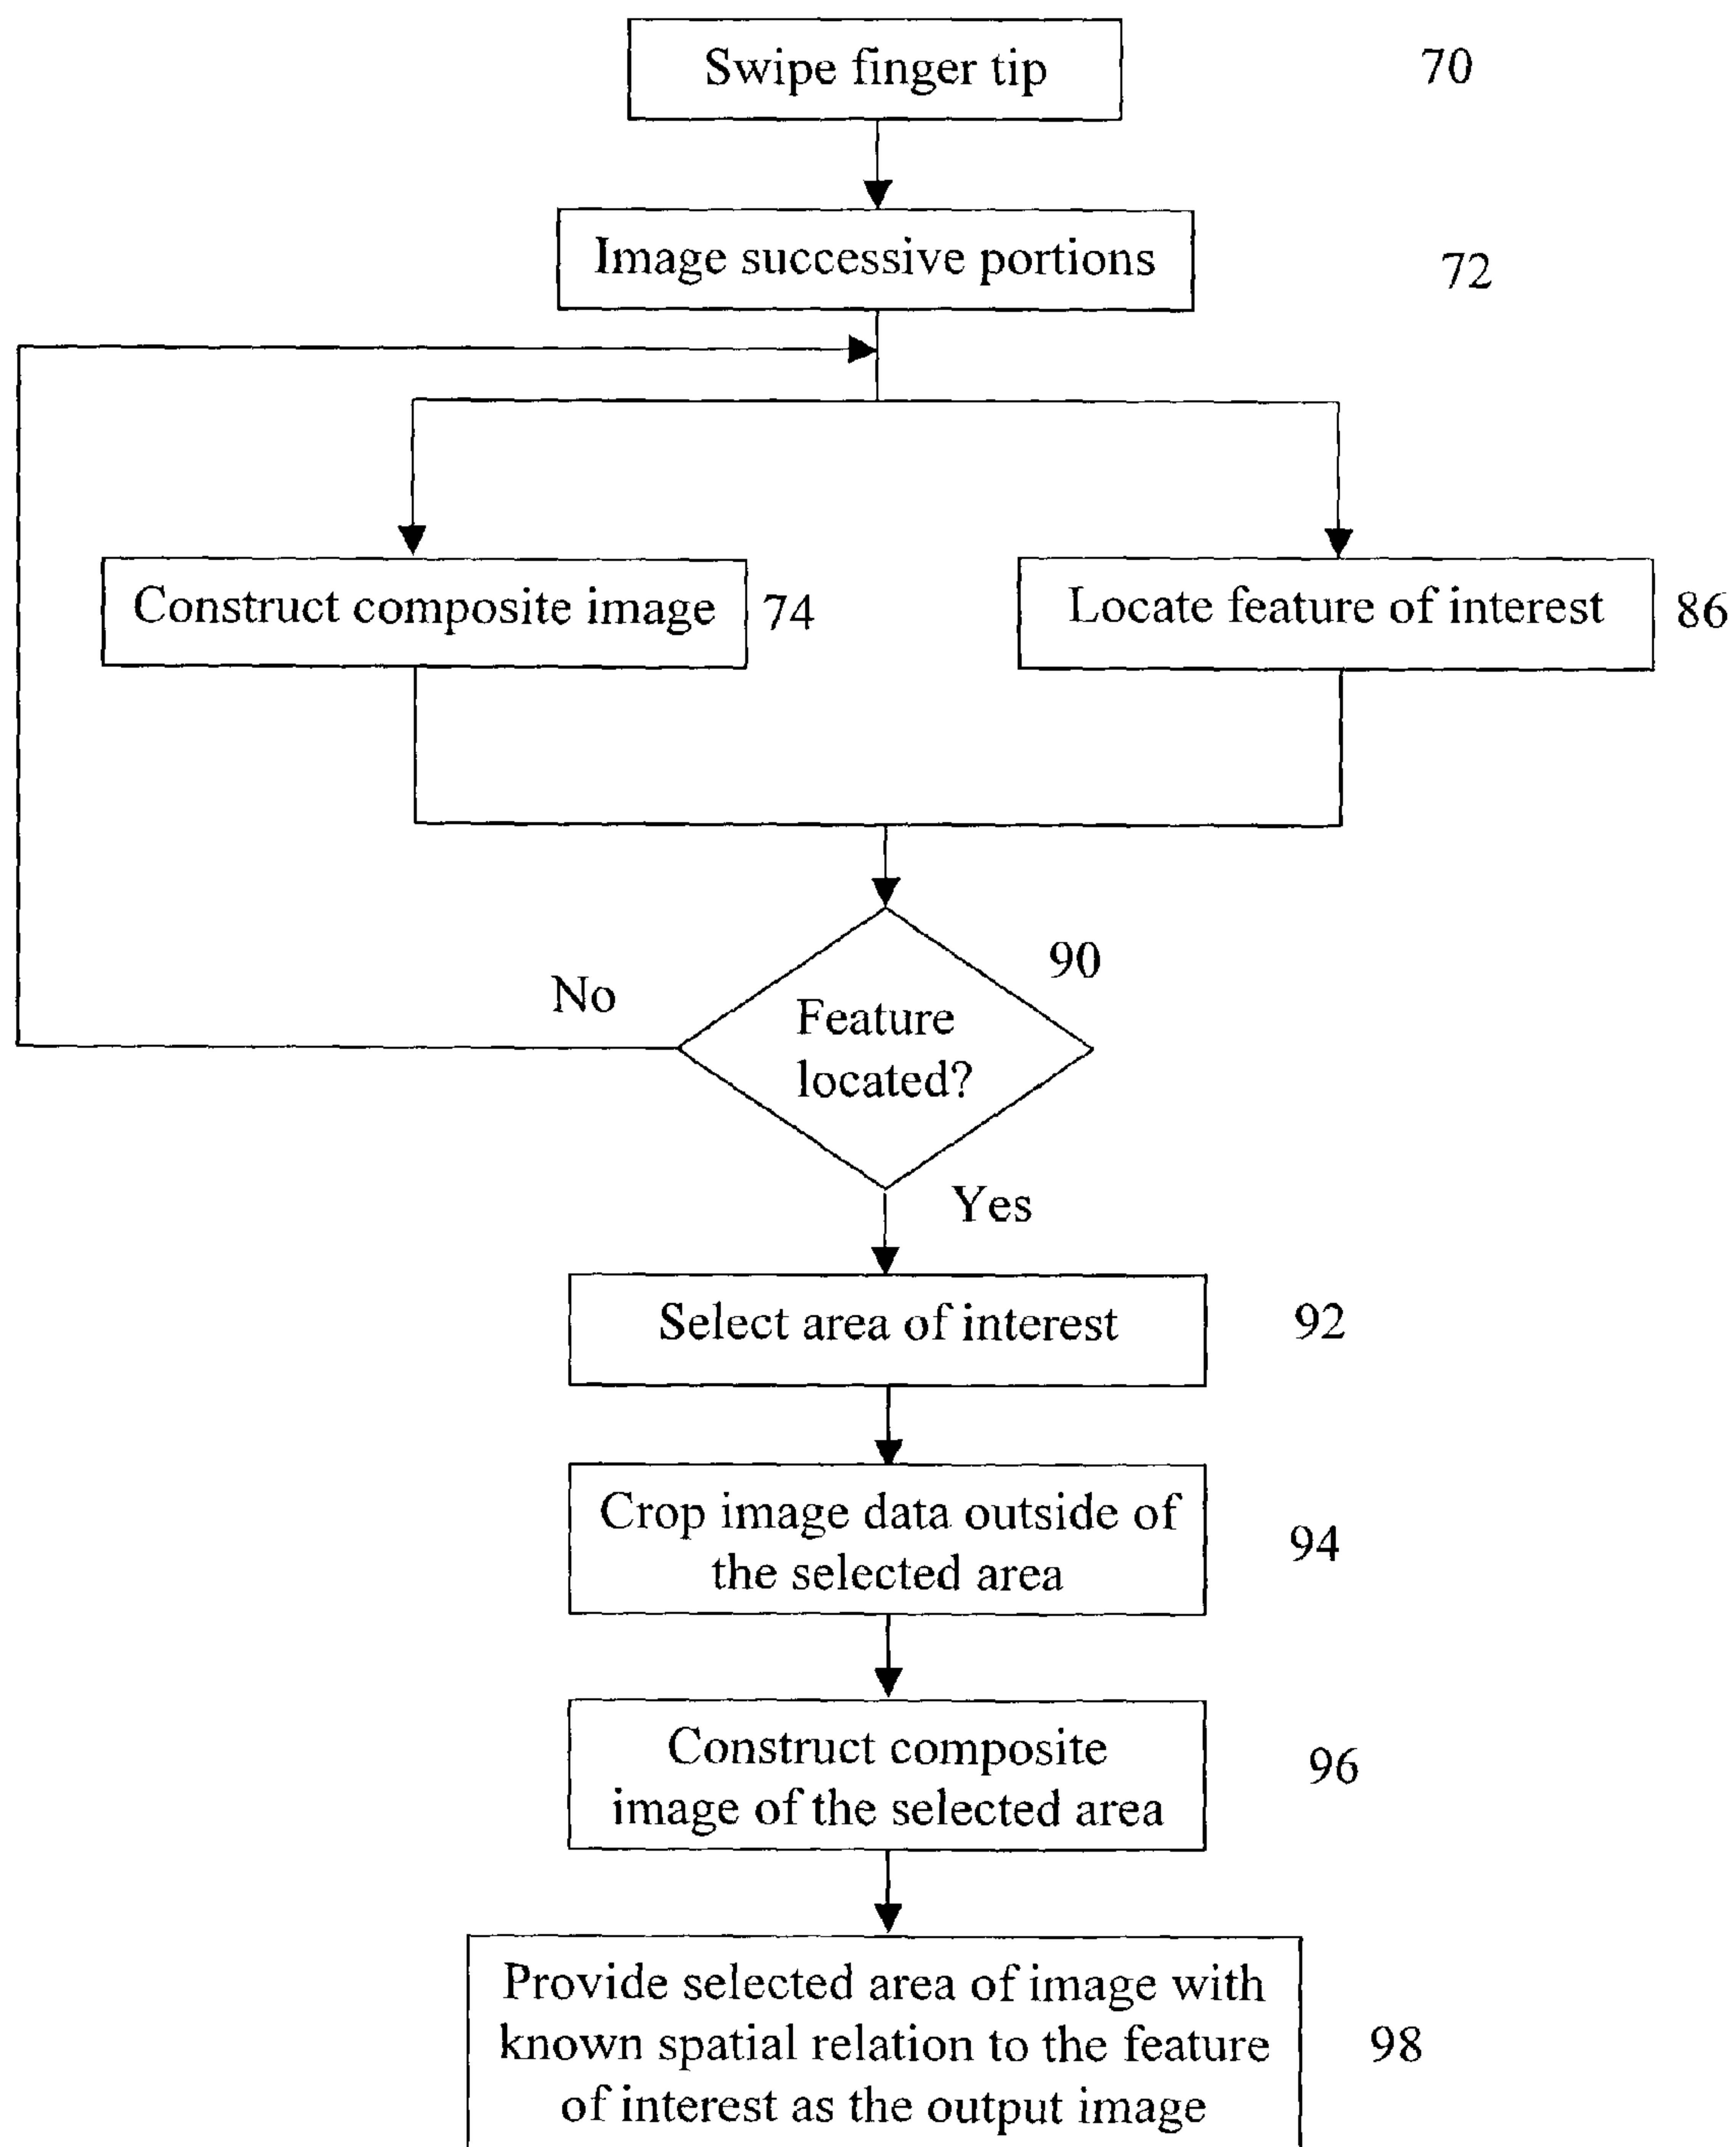 Swipe finger tip 70
Image successive portions 72
Construct composite image 74
Locate feature of interest 86
90
No
Feature
located?
Yes
Select area of interest 92
Crop image data outside of
the selected area
94
Construct composite
image of the selected area
96
Provide selected area of image with
known spatial relation to the feature
of interest as the output image
98